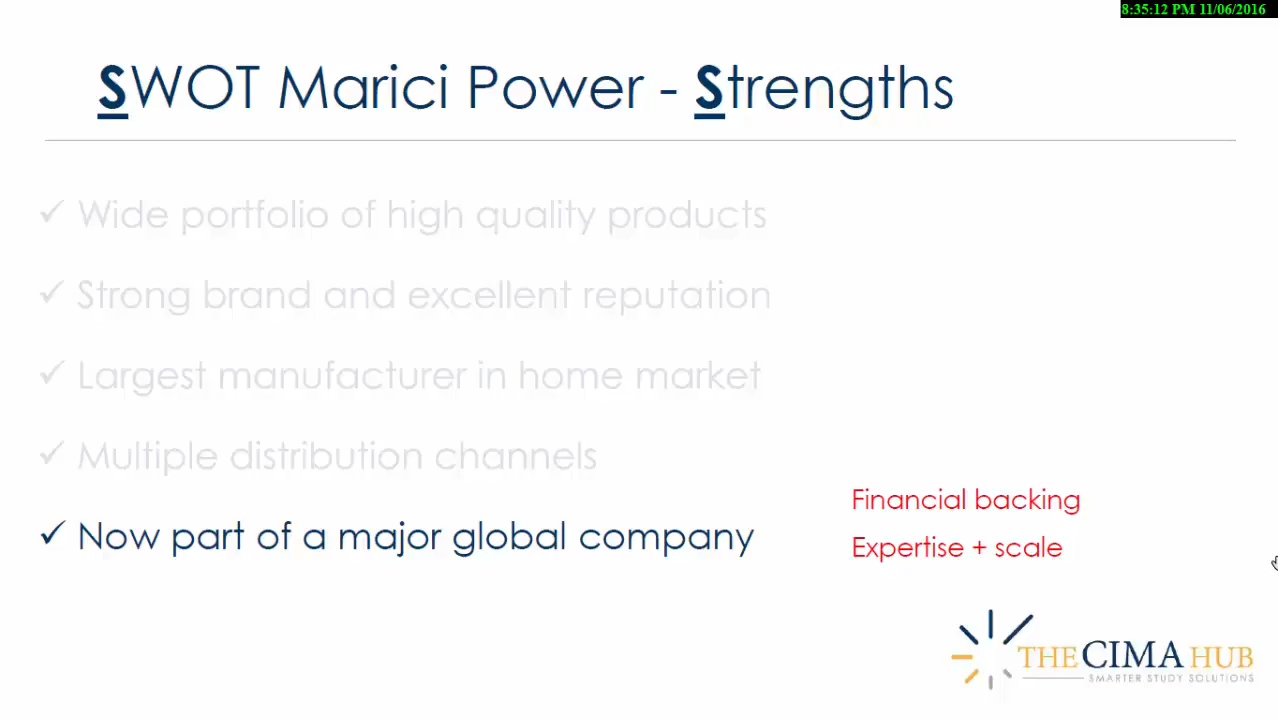 8:35:12 PM 11/06/2016
SWOT Marici Power - Strengths
✓ Wide portfolio of high quality products
✓ Strong brand and excellent reputation
✓ Largest manufacturer in home market
✓ Multiple distribution channels
✓ Now part of a major global company
Financial backing
Expertise + scale
THE CIMA HUB
SMARTER STUDY SOLUTIONS